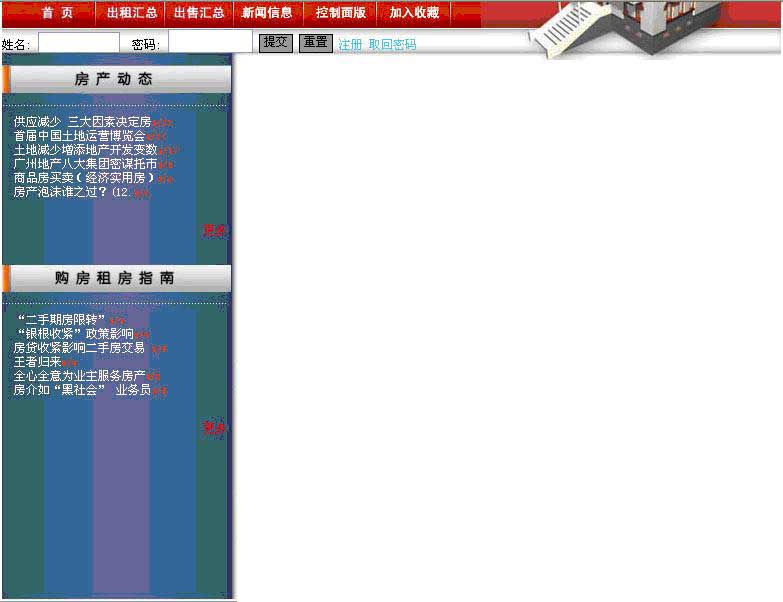 首 页 出租汇总 出售汇总 新闻信息 控制面版 加入收藏
姓名: 密码: 提交 重置 注册 取回密码
房产动态
供应减少 三大因素决定房
首届中国土地运营博览会
土地减少增添地产开发变数
广州地产八大集团密谋托市
商品房买卖(经济实用房)
房产泡沫谁之过？(12.
更多
购房租房指南
“二手期房限转”
“银根收紧”政策影响
房贷收紧影响二手房交易
王者归来
全心全意为业主服务房产
房介如“黑社会” 业务员
更多